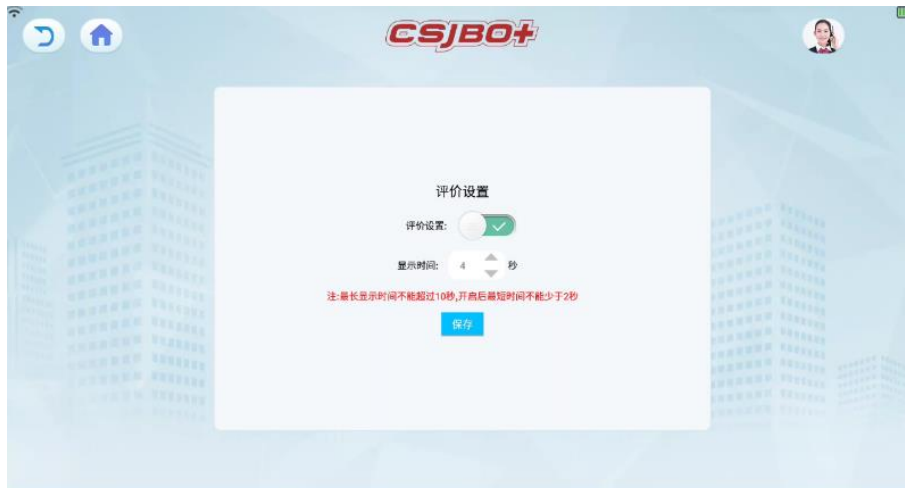 CSJBO+
评价设置
评价设置:
显示时间: 4 秒
注:最长显示时间不能超过10秒,开启后最短时间不能少于2秒
保存